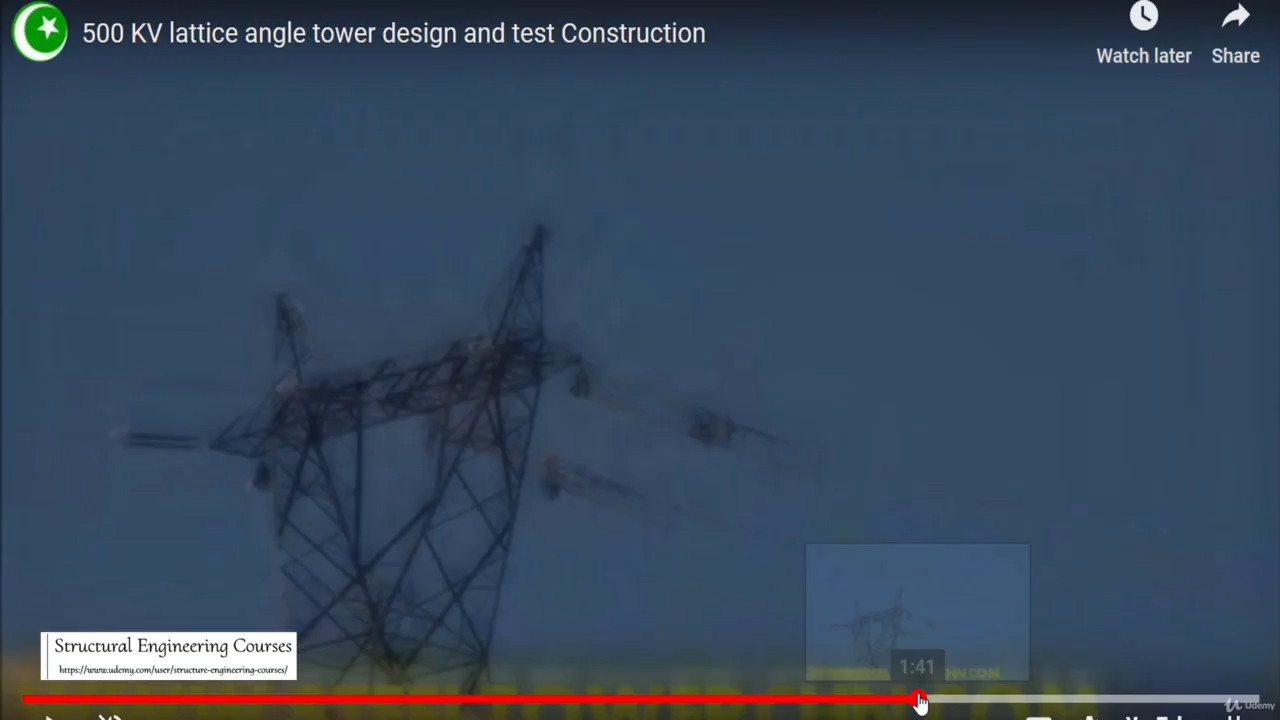 500 KV lattice angle tower design and test Construction
Watch later
Share
Structural Engineering Courses
https://www.udemy.com/user/structure-engineering-courses/
1:41
Udemy